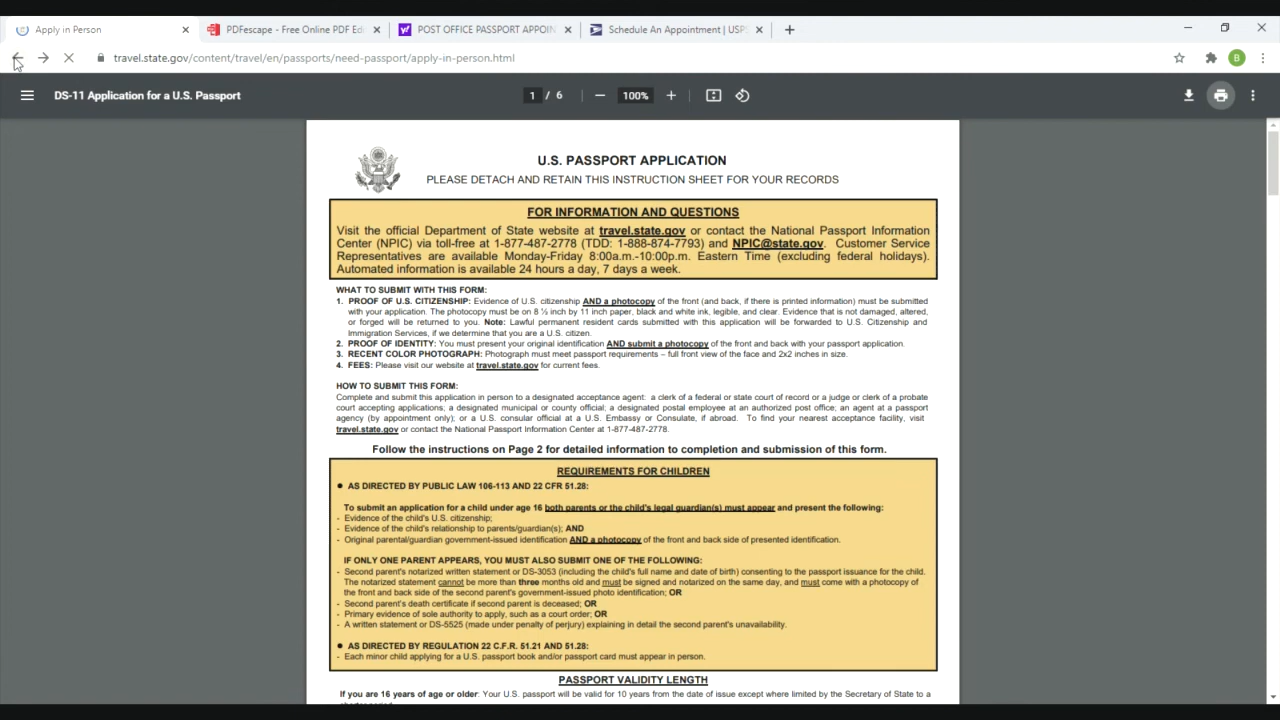 Apply in Person
PDFescape - Free Online PDF Edi
POST OFFICE PASSPORT APPOIN
Schedule An Appointment | USPS
travel.state.gov/content/travel/en/passports/need-passport/apply-in-person.html
B
DS-11 Application for a U.S. Passport
1 / 6
100%
U.S. PASSPORT APPLICATION
PLEASE DETACH AND RETAIN THIS INSTRUCTION SHEET FOR YOUR RECORDS
FOR INFORMATION AND QUESTIONS
Visit the official Department of State website at travel.state.gov or contact the National Passport Information
Center (NPIC) via toll-free at 1-877-487-2778 (TDD: 1-888-874-7793) and NPIC@state.gov. Customer Service
Representatives are available Monday-Friday 8:00a.m.-10:00p.m. Eastern Time (excluding federal holidays).
Automated information is available 24 hours a day, 7 days a week.
WHAT TO SUBMIT WITH THIS FORM:
1. PROOF OF U.S. CITIZENSHIP: Evidence of U.S. citizenship AND a photocopy of the front (and back, if there is printed information) must be submitted
with your application. The photocopy must be on 8 ½ inch by 11 inch paper, black and white ink, legible, and clear. Evidence that is not damaged, altered,
or forged will be returned to you. Note: Lawful permanent resident cards submitted with this application will be forwarded to U.S. Citizenship and
Immigration Services, if we determine that you are a U.S. citizen.
2. PROOF OF IDENTITY: You must present your original identification AND submit a photocopy of the front and back with your passport application.
3. RECENT COLOR PHOTOGRAPH: Photograph must meet passport requirements – full front view of the face and 2x2 inches in size.
4. FEES: Please visit our website at travel.state.gov for current fees.
HOW TO SUBMIT THIS FORM:
Complete and submit this application in person to a designated acceptance agent: a clerk of a federal or state court of record or a judge or clerk of a probate
court accepting applications; a designated municipal or county official; a designated postal employee at an authorized post office; an agent at a passport
agency (by appointment only); or a U.S. consular official at a U.S. Embassy or Consulate, if abroad. To find your nearest acceptance facility, visit
travel.state.gov or contact the National Passport Information Center at 1-877-487-2778.
Follow the instructions on Page 2 for detailed information to completion and submission of this form.
REQUIREMENTS FOR CHILDREN
● AS DIRECTED BY PUBLIC LAW 106-113 AND 22 CFR 51.28:
To submit an application for a child under age 16 both parents or the child's legal guardian(s) must appear and present the following:
- Evidence of the child's U.S. citizenship;
- Evidence of the child's relationship to parents/guardian(s); AND
- Original parental/guardian government-issued identification AND a photocopy of the front and back side of presented identification.
IF ONLY ONE PARENT APPEARS, YOU MUST ALSO SUBMIT ONE OF THE FOLLOWING:
- Second parent's notarized written statement or DS-3053 (including the child's full name and date of birth) consenting to the passport issuance for the child.
The notarized statement cannot be more than three months old and must be signed and notarized on the same day, and must come with a photocopy of
the front and back side of the second parent's government-issued photo identification; OR
- Second parent's death certificate if second parent is deceased; OR
- Primary evidence of sole authority to apply, such as a court order; OR
- A written statement or DS-5525 (made under penalty of perjury) explaining in detail the second parent's unavailability.
● AS DIRECTED BY REGULATION 22 C.F.R. 51.21 AND 51.28:
- Each minor child applying for a U.S. passport book and/or passport card must appear in person.
PASSPORT VALIDITY LENGTH
If you are 16 years of age or older: Your U.S. passport will be valid for 10 years from the date of issue except where limited by the Secretary of State to a